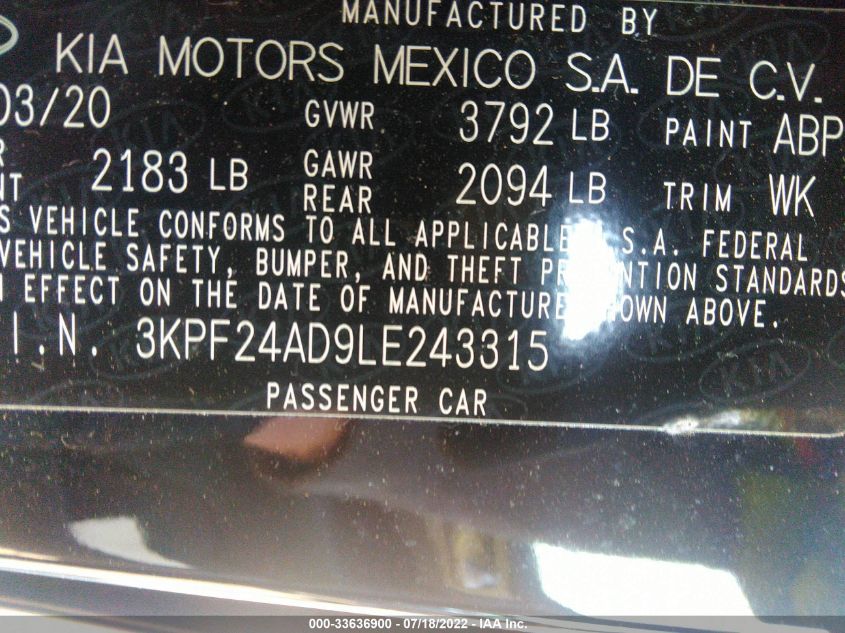 MANUFACTURED BY
KIA MOTORS MEXICO S.A. DE C.V.
03/20 GVWR 3792 LB PAINT ABP
2183 LB GAWR REAR 2094 LB TRIM WK
VEHICLE CONFORMS TO ALL APPLICABLE S.A. FEDERAL
VEHICLE SAFETY, BUMPER, AND THEFT STANDARDS
EFFECT ON THE DATE OF MANUFACTURE ABOVE.
I.N. 3KPF24AD9LE243315
PASSENGER CAR
000-33636900 - 07/18/2022 - IAA Inc.